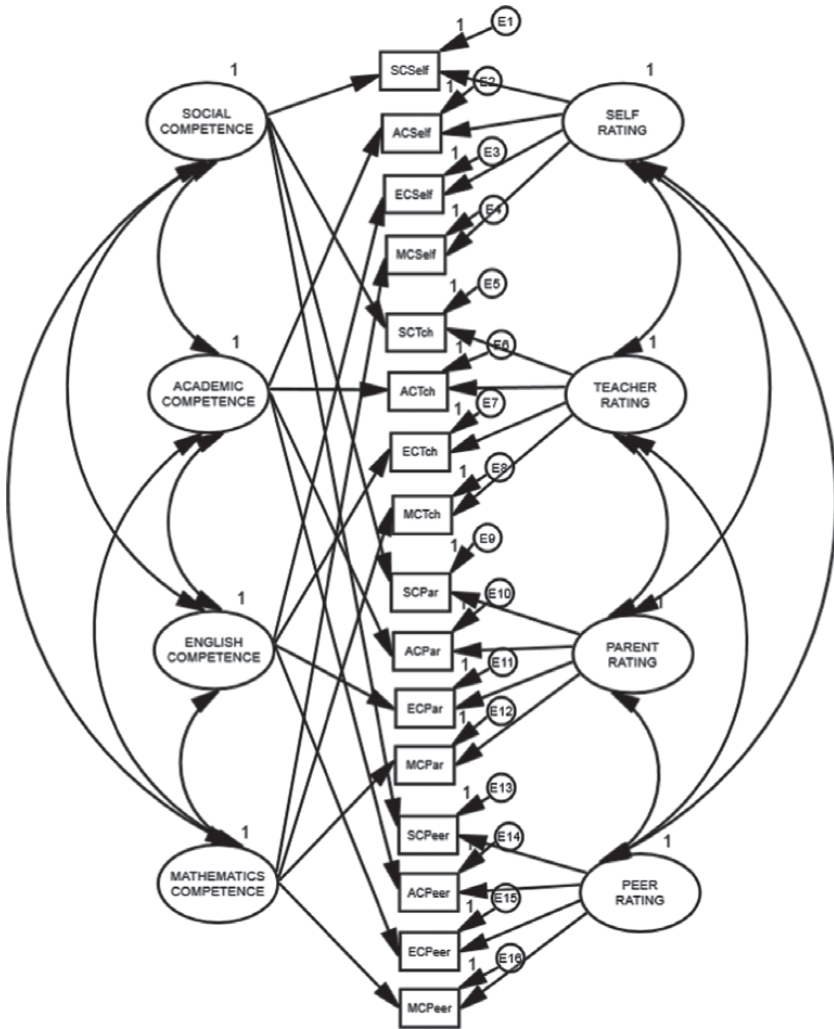 1
E1
1
SCSelf
1
SOCIAL
COMPETENCE
SELF
RATING
1
E2
ACSelf
1
E3
ECSelf
1
E4
MCSelf
1
E5
SCTch
1
E6
1
ACADEMIC
COMPETENCE
ACTch
1
TEACHER
RATING
1
E7
ECTch
1
E8
MCTch
1
E9
SCPar
E10
1
ENGLISH
COMPETENCE
ACPar
1
PARENT
RATING
1
E11
ECPar
1
E12
MCPar
1
E13
SCPeer
E14
1
MATHEMATICS
COMPETENCE
ACPeer
1
PEER
RATING
1
E15
ECPeer
1
E16
MCPeer